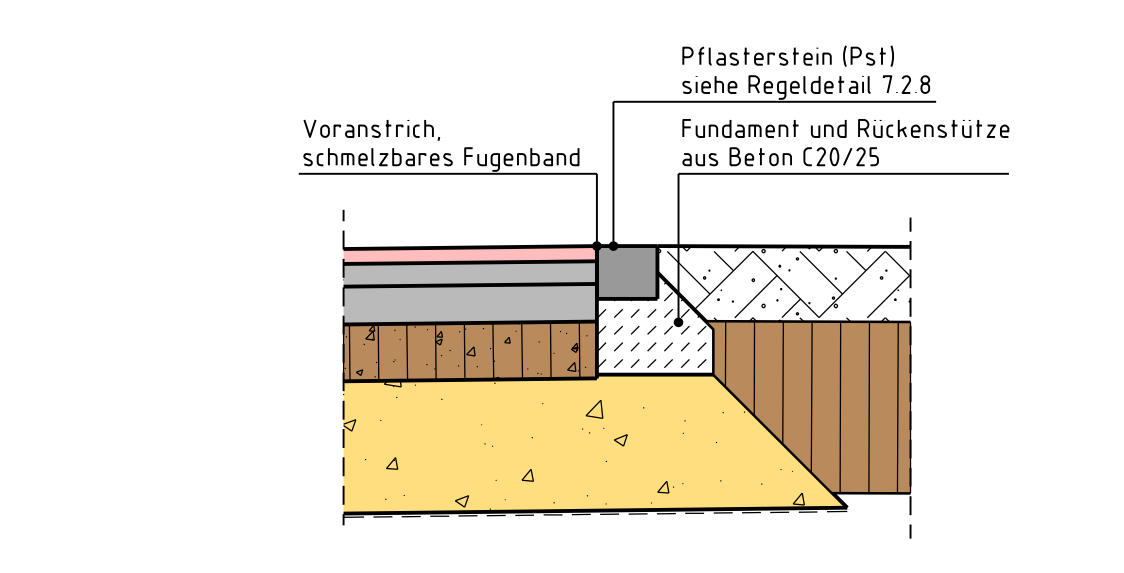 Pflasterstein (Pst)
siehe Regeldetail 7.2.8
Voranstrich,
schmelzbares Fugenband
Fundament und Rückenstütze
aus Beton C20/25